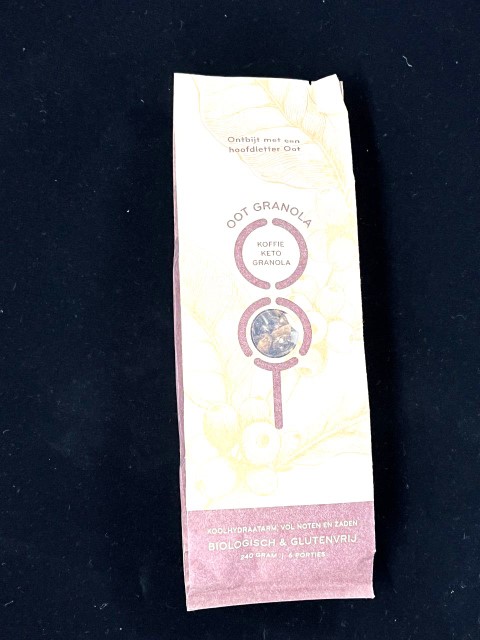 Ontbijt met een
hoofdletter Oot
OOT GRANOLA
KOFFIE
KETO
GRANOLA
KOOLHYDRAATARM, VOL NOTEN EN ZADEN
BIOLOGISCH & GLUTENVRIJ
240 GRAM | 6 PORTIES